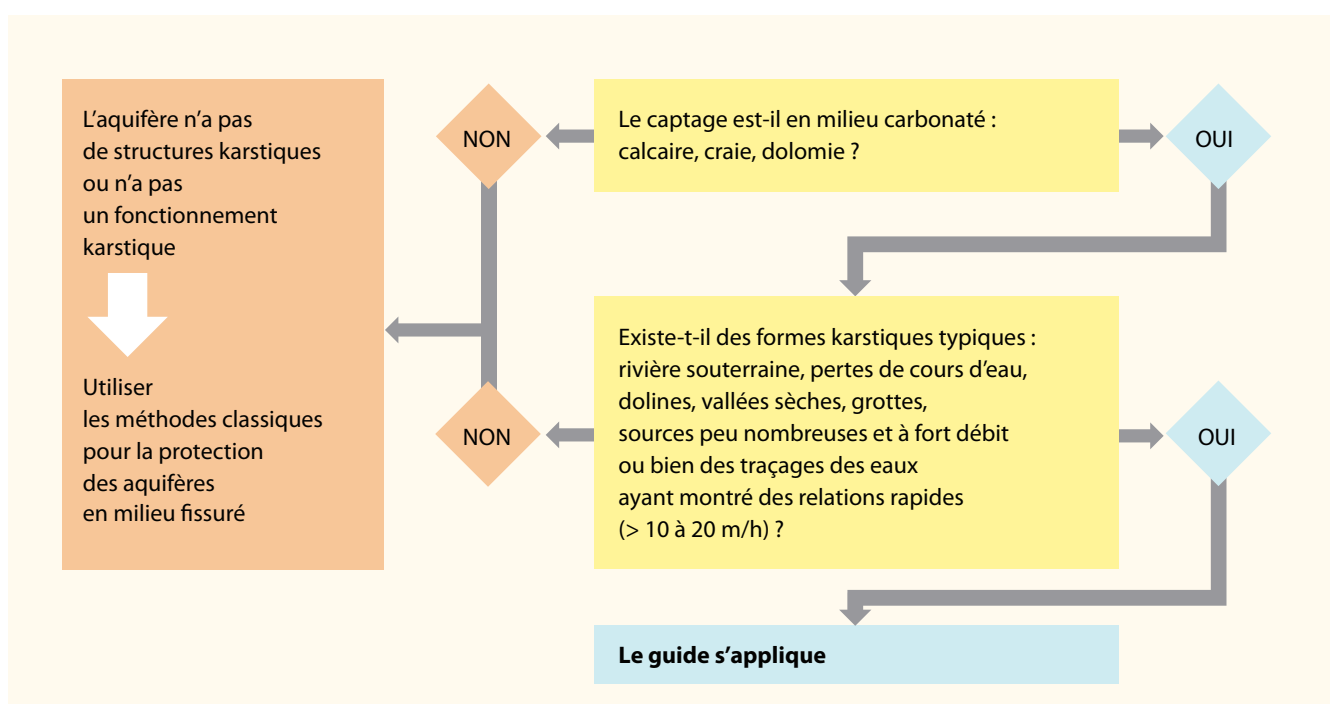 L'aquifère n'a pas
de structures karstiques
ou n'a pas
un fonctionnement
karstique
Utiliser
les méthodes classiques
pour la protection
des aquifères
en milieu fissuré
NON
Le captage est-il en milieu carbonaté :
calcaire, craie, dolomie ?
OUI
NON
Existe-t-il des formes karstiques typiques :
rivière souterraine, pertes de cours d'eau,
dolines, vallées sèches, grottes,
sources peu nombreuses et à fort débit
ou bien des traçages des eaux
ayant montré des relations rapides
(> 10 à 20 m/h) ?
OUI
Le guide s'applique